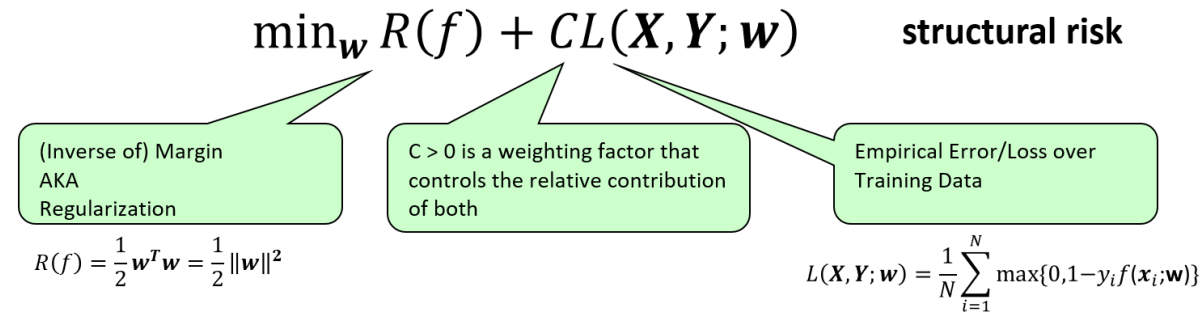 min_w R(f) + CL(X, Y; w) structural risk
(Inverse of) Margin
AKA
Regularization
C > 0 is a weighting factor that
controls the relative contribution
of both
Empirical Error/Loss over
Training Data
R(f) = 1/2 w^T w = 1/2 ‖w‖²
L(X, Y; w) = 1/N ∑_{i=1}^{N} max{0,1−y_i f(x_i;w)}